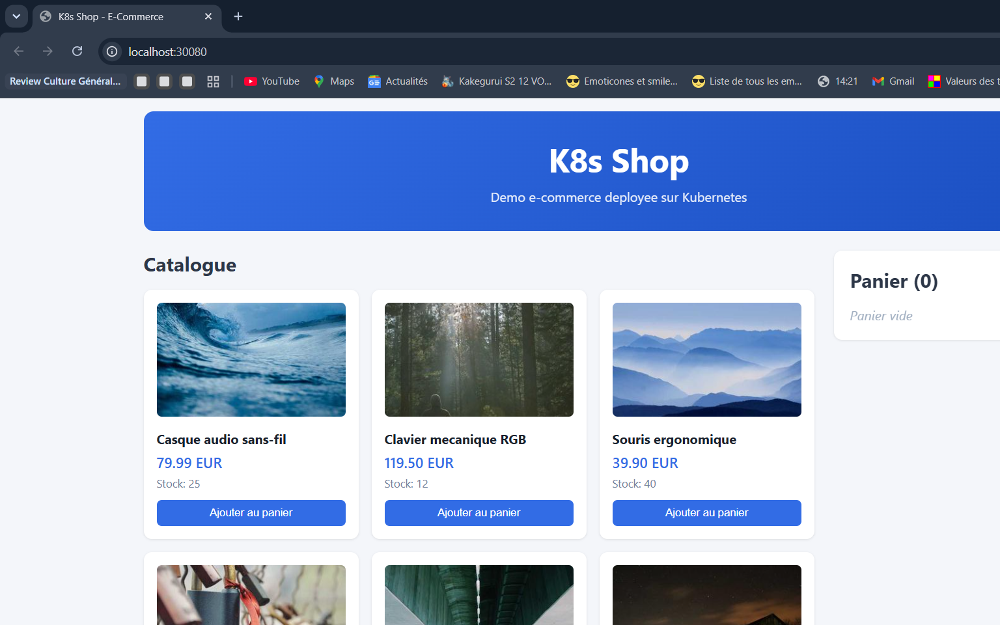 K8s Shop - E-Commerce
localhost:30080
Review Culture Général...
YouTube
Maps
Actualités
Kakegurui S2 12 VO...
Emoticones et smile...
Liste de tous les em...
14:21
Gmail
Valeurs des t
K8s Shop
Demo e-commerce deployee sur Kubernetes
Catalogue
Panier (0)
Panier vide
Casque audio sans-fil
79.99 EUR
Stock: 25
Ajouter au panier
Clavier mecanique RGB
119.50 EUR
Stock: 12
Ajouter au panier
Souris ergonomique
39.90 EUR
Stock: 40
Ajouter au panier